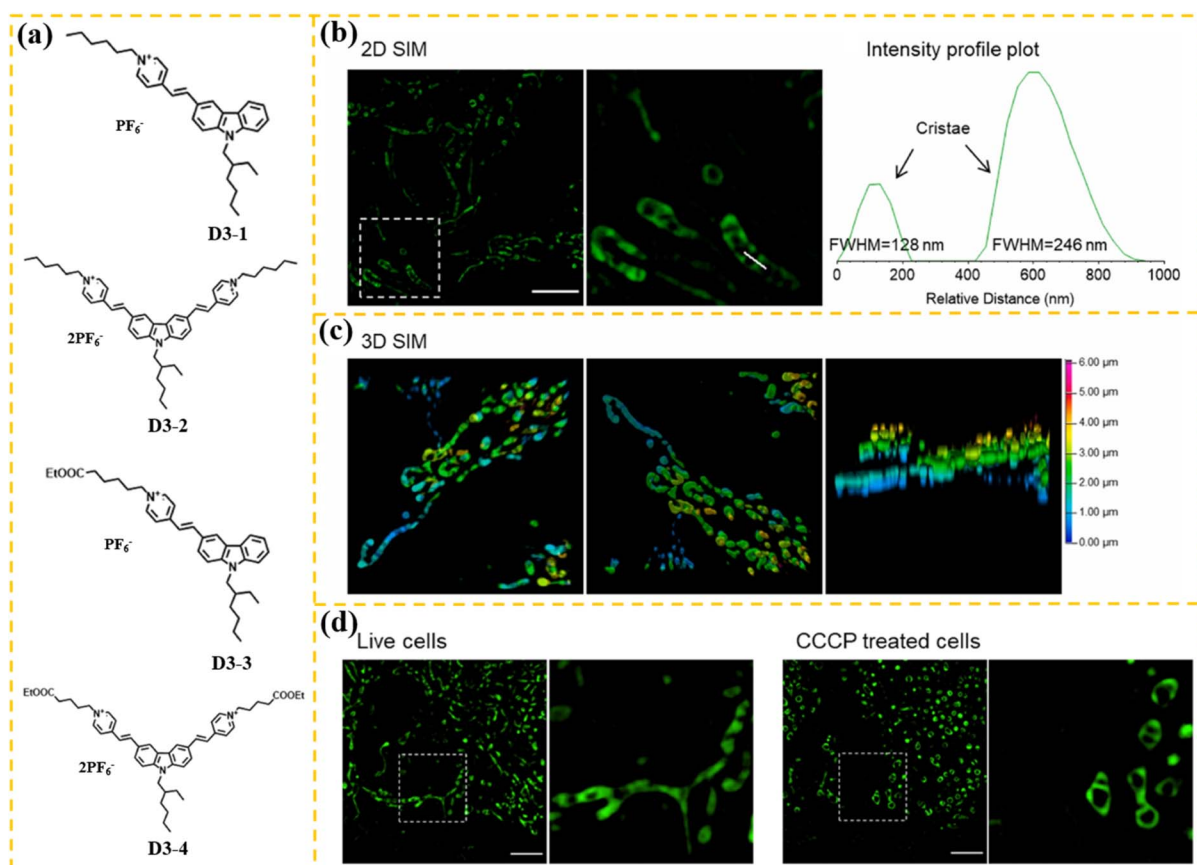 (a)
N⁺
PF₆⁻
N
D3-1
N⁺
N⁺
2PF₆⁻
N
D3-2
EtOOC
N⁺
PF₆⁻
N
D3-3
EtOOC
COOEt
N⁺
N⁺
2PF₆⁻
N
D3-4
(b)
2D SIM
Intensity profile plot
Cristae
FWHM=128 nm
FWHM=246 nm
0 200 400 600 800 1000
Relative Distance (nm)
(c)
3D SIM
6.00 µm
5.00 µm
4.00 µm
3.00 µm
2.00 µm
1.00 µm
0.00 µm
(d)
Live cells
CCCP treated cells